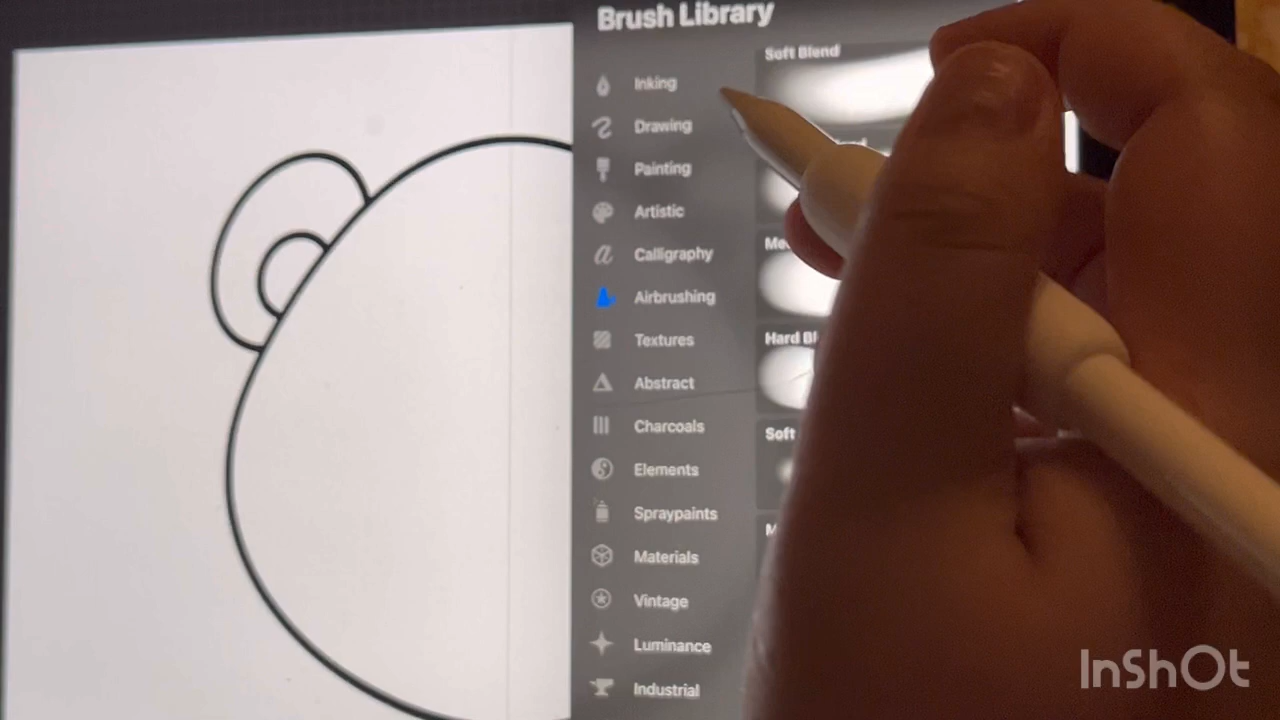 Brush Library
Inking
Drawing
Painting
Artistic
Calligraphy
Airbrushing
Textures
Abstract
Charcoals
Elements
Spraypaints
Materials
Vintage
Luminance
Industrial
Soft Blend
Hard
Soft
InShOt